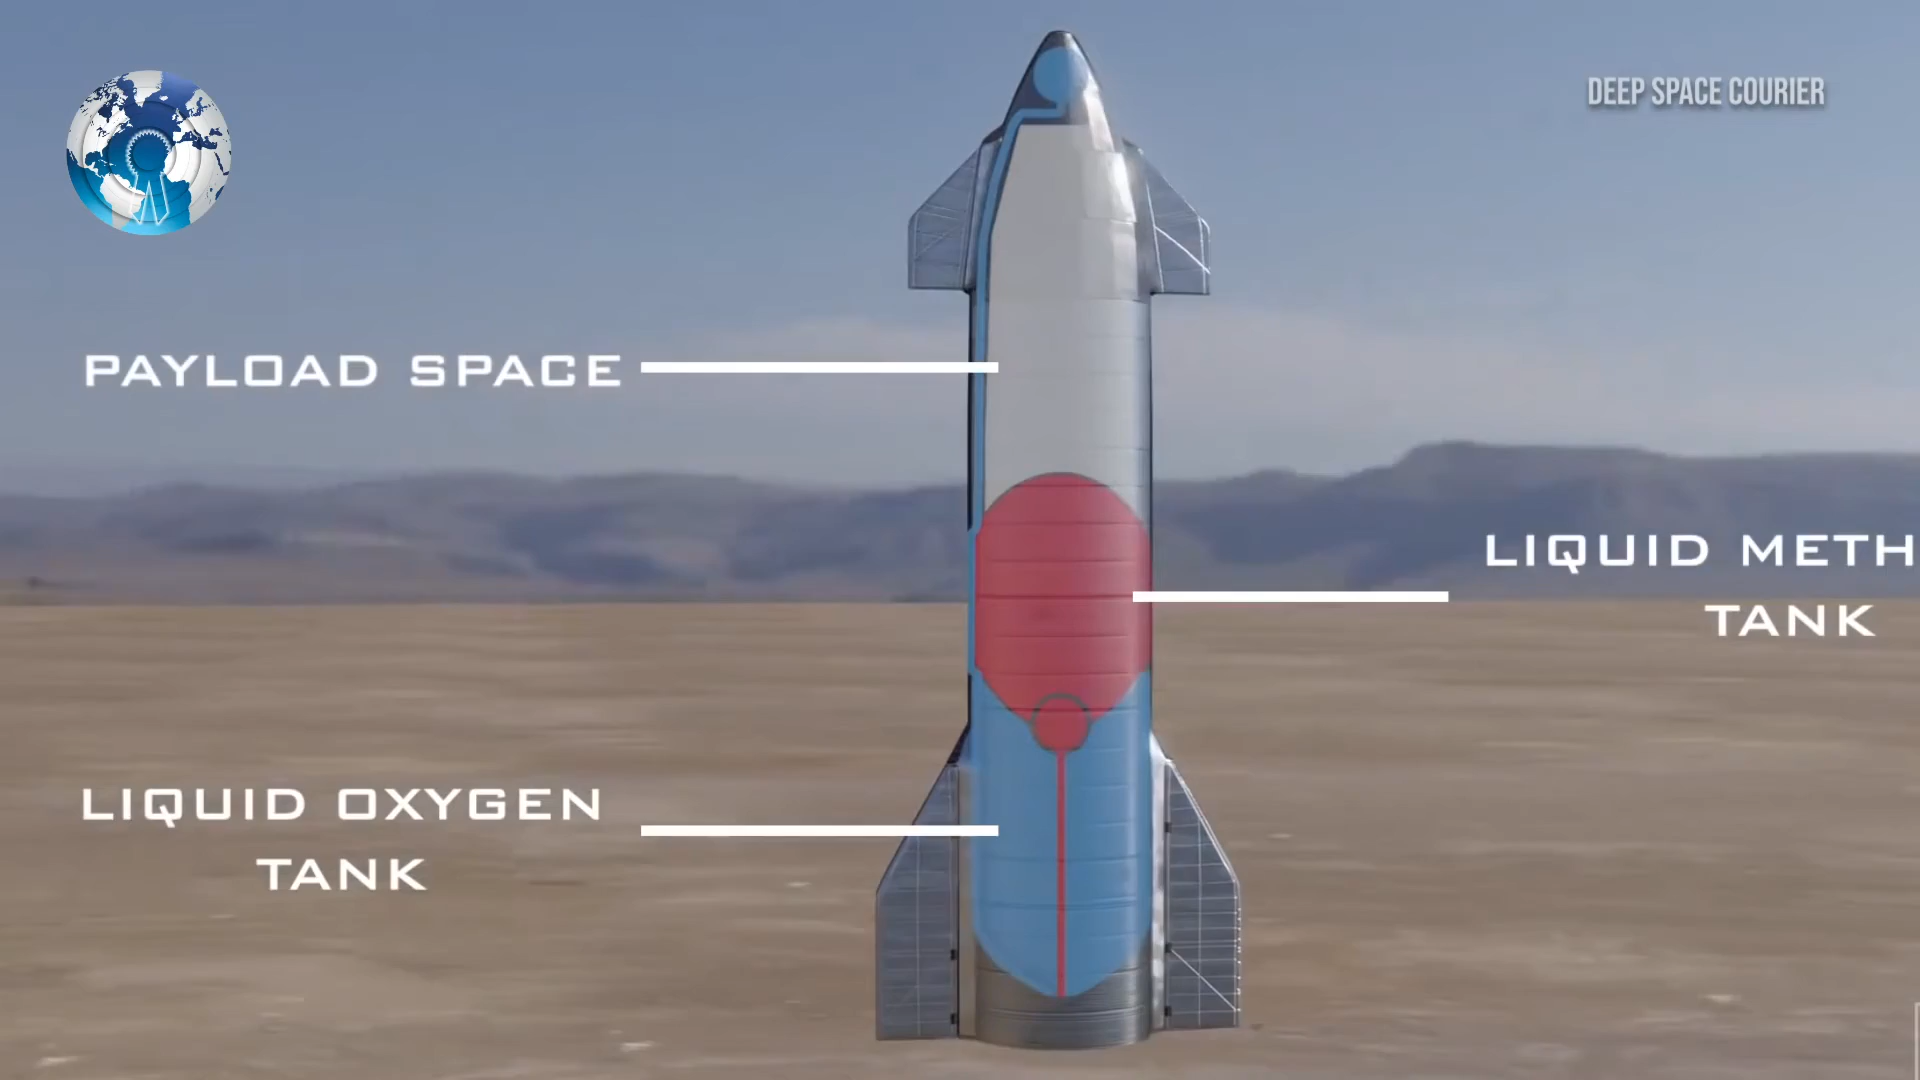 DEEP SPACE COURIER
PAYLOAD SPACE
LIQUID METH
TANK
LIQUID OXYGEN
TANK